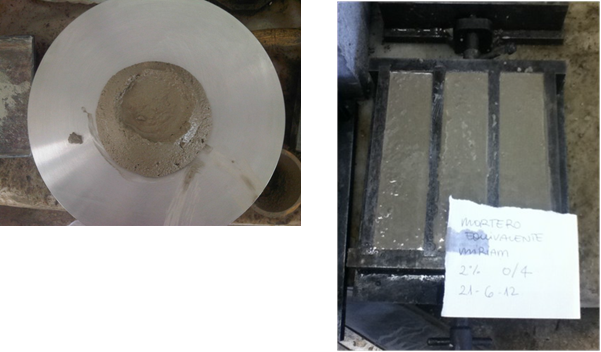 MORTERO
EQUIVALENTE
MIRIAM
2% 0/4
21-6-12